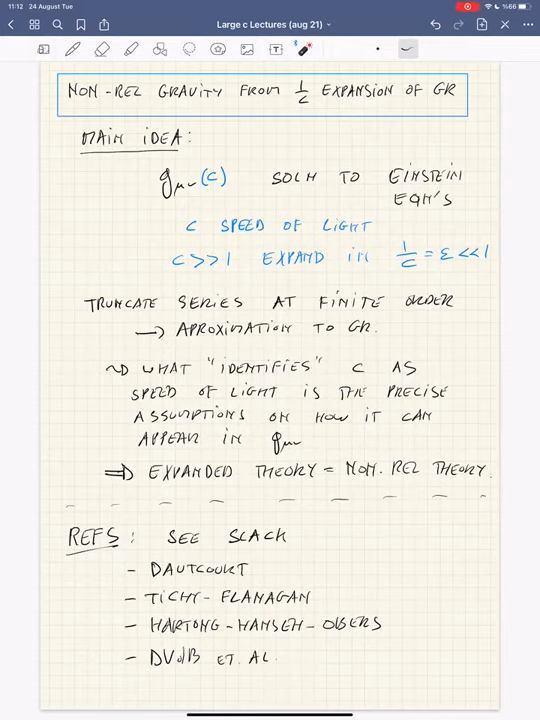 11:12 24 August Tue
%66
Large c Lectures (aug 21)
NON-REL GRAVITY FROM 1/c EXPANSION OF GR
MAIN IDEA:
gμν(c) SOLN TO EINSTEIN
EQN'S
C SPEED OF LIGHT
C>>1 EXPAND IN 1/c = ε <<1
TRUNCATE SERIES AT FINITE ORDER
→ APROXIMATION TO GR.
↝ WHAT "IDENTIFIES" C AS
SPEED OF LIGHT IS THE PRECISE
ASSUMPTIONS ON HOW IT CAN
APPEAR IN gμν
⇒ EXPANDED THEORY = NON-REL THEORY.
REFS: SEE SLACK
- DAUTCOURT
- TICHY-FLANAGAN
- HARTONG-HANSEN-OBERS
- DVdB ET. AL.